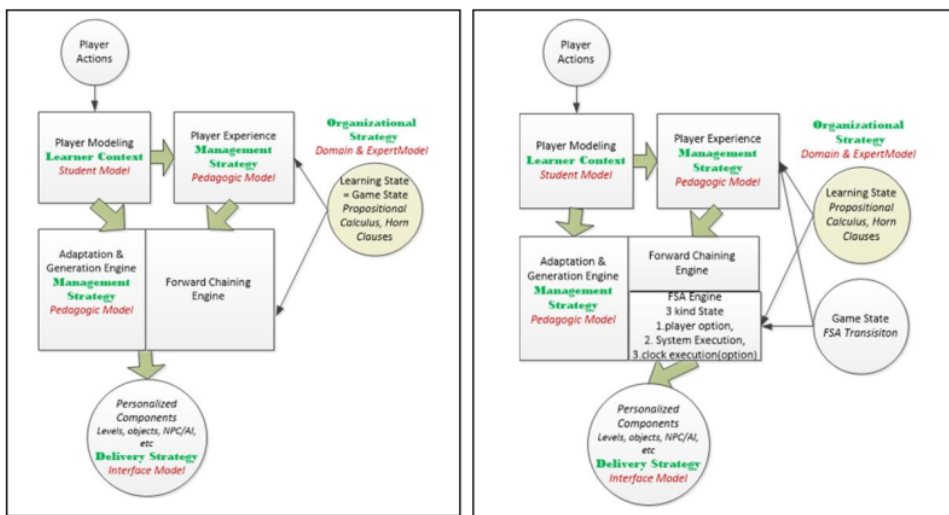 Player
Actions
Player Modeling
Learner Context
Student Model
Player Experience
Management
Strategy
Pedagogic Model
Organizational
Strategy
Domain & ExpertModel
Learning State
= Game State
Propositional
Calculus, Horn
Clauses
Adaptation &
Generation Engine
Management
Strategy
Pedagogic Model
Forward Chaining
Engine
Personalized
Components
Levels, objects, NPC/AI,
etc
Delivery Strategy
Interface Model
Player
Actions
Player Modeling
Learner Context
Student Model
Player Experience
Management
Strategy
Pedagogic Model
Organizational
Strategy
Domain & ExpertModel
Learning State
Propositional
Calculus, Horn
Clauses
Adaptation &
Generation Engine
Management
Strategy
Pedagogic Model
Forward Chaining
Engine
FSA Engine
3 kind State
1.player option,
2. System Execution,
3.clock execution(option)
Game State
FSA Transisiton
Personalized
Components
Levels, objects, NPC/AI,
etc
Delivery Strategy
Interface Model